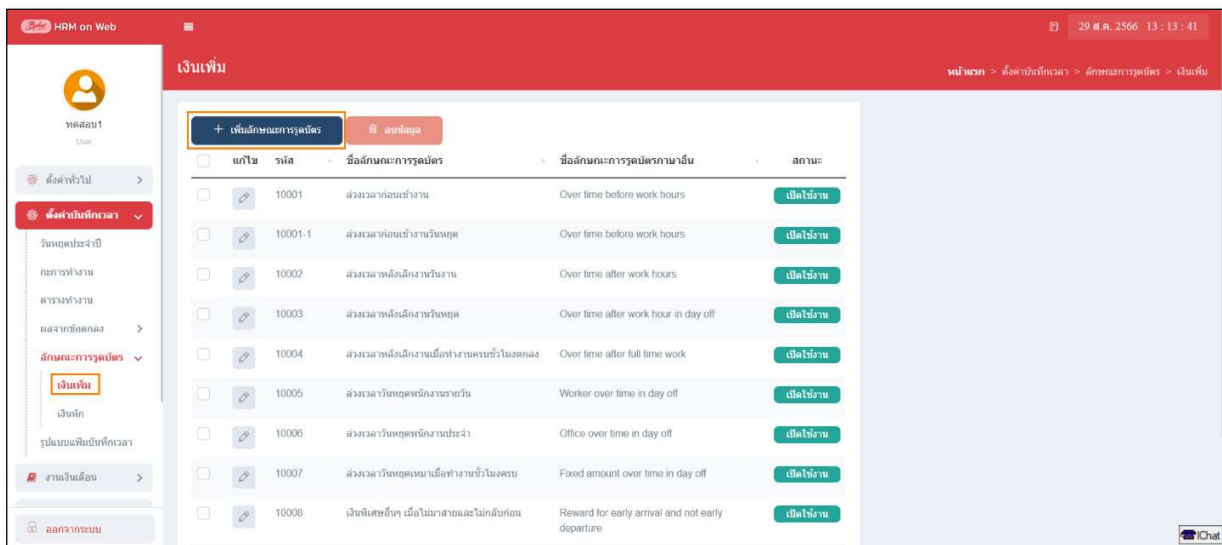 HRM on Web
29 ส.ค. 2566 13 : 13 : 41
เงินเพิ่ม
หน้าแรก > ตั้งค่าบันทึกเวลา > ลักษณะการรูดบัตร > เงินเพิ่ม
ทดสอบ1
User
ตั้งค่าทั่วไป
ตั้งค่าบันทึกเวลา
วันหยุดประจำปี
กะการทำงาน
ตารางทำงาน
ผลจากข้อตกลง
ลักษณะการรูดบัตร
เงินเพิ่ม
เงินหัก
รูปแบบแฟ้มบันทึกเวลา
งานเงินเดือน
ออกจากระบบ
+ เพิ่มลักษณะการรูดบัตร ลบข้อมูล
แก้ไข รหัส ชื่อลักษณะการรูดบัตร ชื่อลักษณะการรูดบัตรภาษาอื่น สถานะ
10001 ล่วงเวลาก่อนเข้างาน Over time before work hours เปิดใช้งาน
10001-1 ล่วงเวลาก่อนเข้างานวันหยุด Over time before work hours เปิดใช้งาน
10002 ล่วงเวลาหลังเลิกงานวันงาน Over time after work hours เปิดใช้งาน
10003 ล่วงเวลาหลังเลิกงานวันหยุด Over time after work hour in day off เปิดใช้งาน
10004 ล่วงเวลาหลังเลิกงานเมื่อทำงานครบชั่วโมงตกลง Over time after full time work เปิดใช้งาน
10005 ล่วงเวลาวันหยุดพนักงานรายวัน Worker over time in day off เปิดใช้งาน
10006 ล่วงเวลาวันหยุดพนักงานประจำ Office over time in day off เปิดใช้งาน
10007 ล่วงเวลาวันหยุดเหมาเมื่อทำงานชั่วโมงครบ Fixed amount over time in day off เปิดใช้งาน
10008 เงินพิเศษอื่นๆ เมื่อไม่มาสายและไม่กลับก่อน Reward for early arrival and not early
departure เปิดใช้งาน
IChat